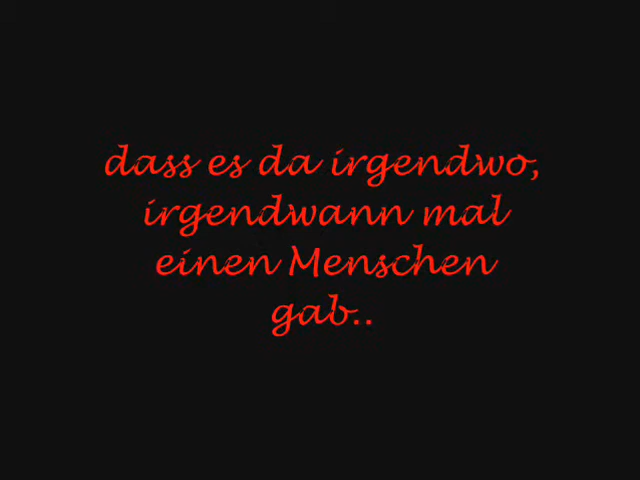 dass es da irgendwo,
irgendwann mal
einen Menschen
gab..